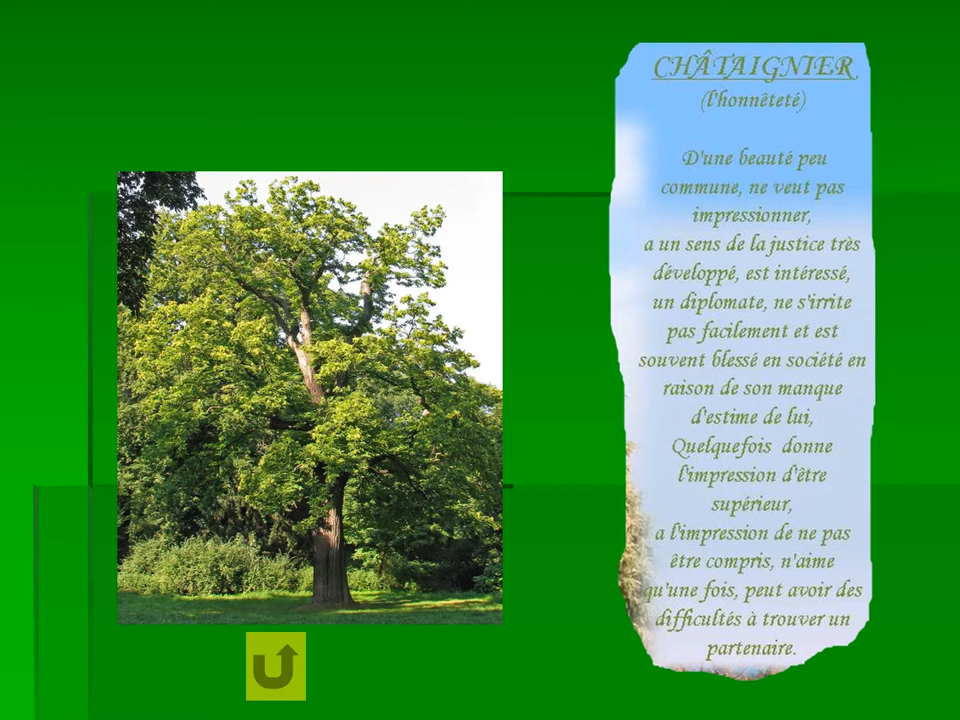 CHÂTAIGNIER
(l'honnêteté)
D'une beauté peu
commune, ne veut pas
impressionner,
a un sens de la justice très
développé, est intéressé,
un diplomate, ne s'irrite
pas facilement et est
souvent blessé en société en
raison de son manque
d'estime de lui,
Quelquefois donne
l'impression d'être
supérieur,
a l'impression de ne pas
être compris, n'aime
qu'une fois, peut avoir des
difficultés à trouver un
partenaire.